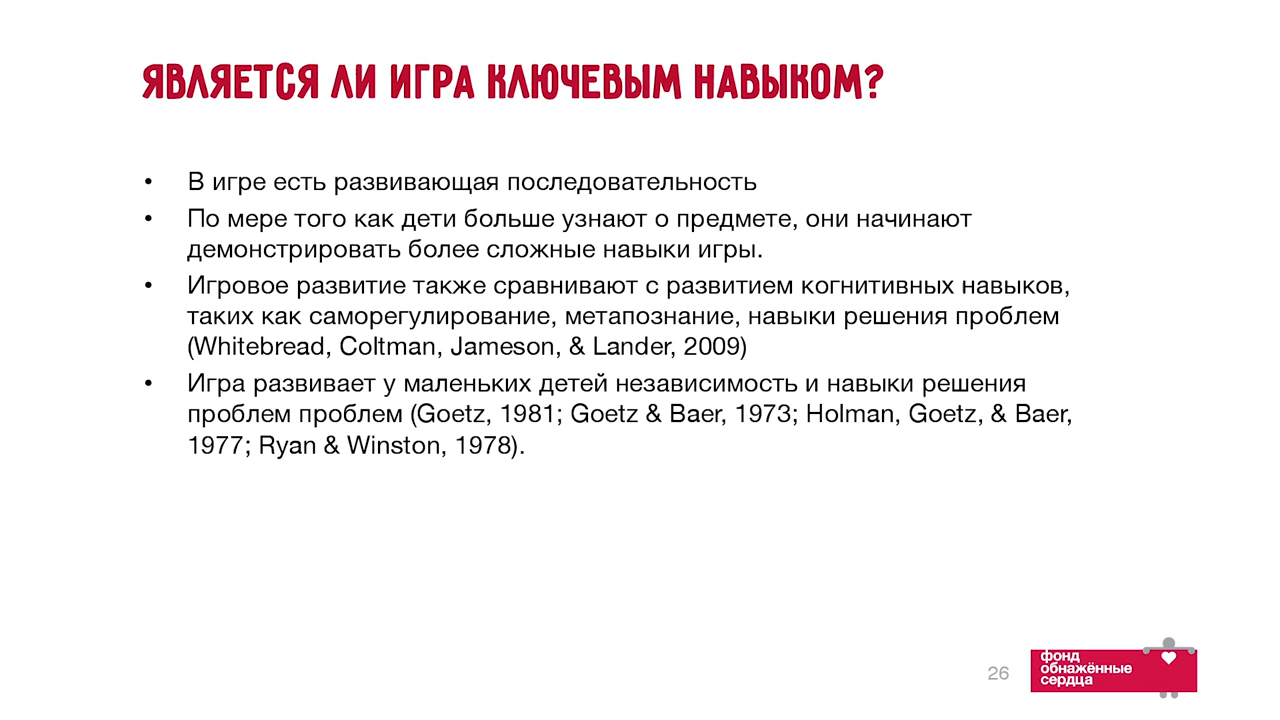 ЯВЛЯЕТСЯ ЛИ ИГРА КЛЮЧЕВЫМ НАВЫКОМ?
• В игре есть развивающая последовательность
• По мере того как дети больше узнают о предмете, они начинают
демонстрировать более сложные навыки игры.
• Игровое развитие также сравнивают с развитием когнитивных навыков,
таких как саморегулирование, метапознание, навыки решения проблем
(Whitebread, Coltman, Jameson, & Lander, 2009)
• Игра развивает у маленьких детей независимость и навыки решения
проблем проблем (Goetz, 1981; Goetz & Baer, 1973; Holman, Goetz, & Baer,
1977; Ryan & Winston, 1978).
26
фонд
обнажённые
сердца